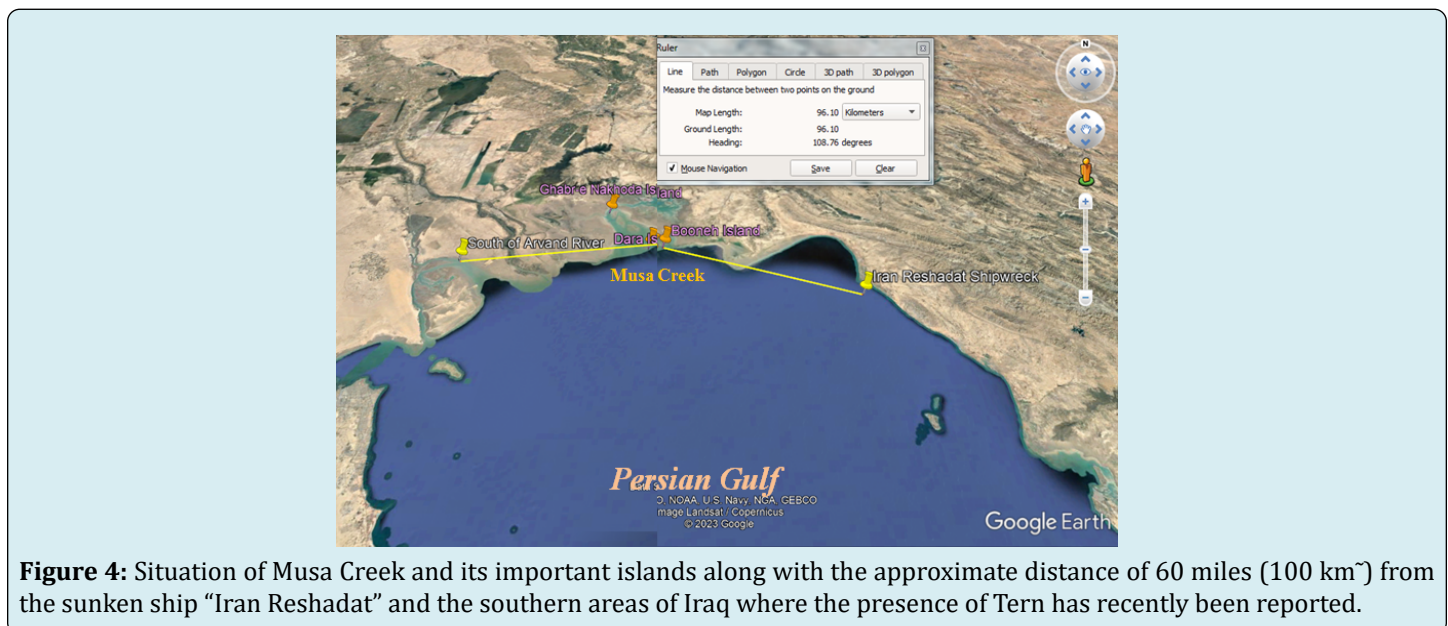 Ruler
Line Path Polygon Circle 3D path 3D polygon
Measure the distance between two points on the ground
Map Length: 96.10 Kilometers
Ground Length: 96.10
Heading: 108.76 degrees
Mouse Navigation Save Clear
N
Ghabre Nakhoda Island
South of Arvand River
Dara Is
Booneh Island
Musa Creek
Iran Reshadat Shipwreck
Persian Gulf
O, NOAA, U.S. Navy, NGA, GEBCO
Image Landsat / Copernicus
© 2023 Google
Google Earth
Figure 4: Situation of Musa Creek and its important islands along with the approximate distance of 60 miles (100 km~) from
the sunken ship “Iran Reshadat” and the southern areas of Iraq where the presence of Tern has recently been reported.